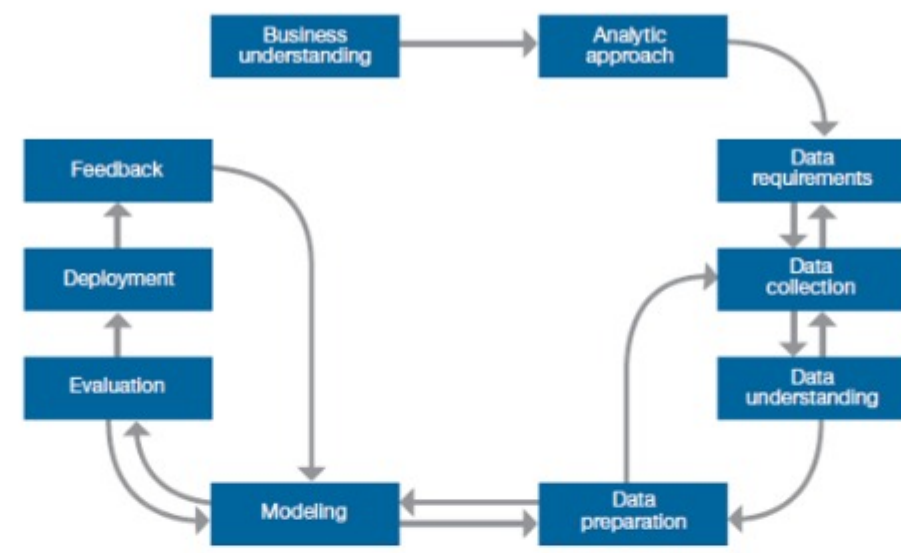 Business
understanding
Analytic
approach
Data
requirements
Data
collection
Data
understanding
Data
preparation
Modeling
Evaluation
Deployment
Feedback